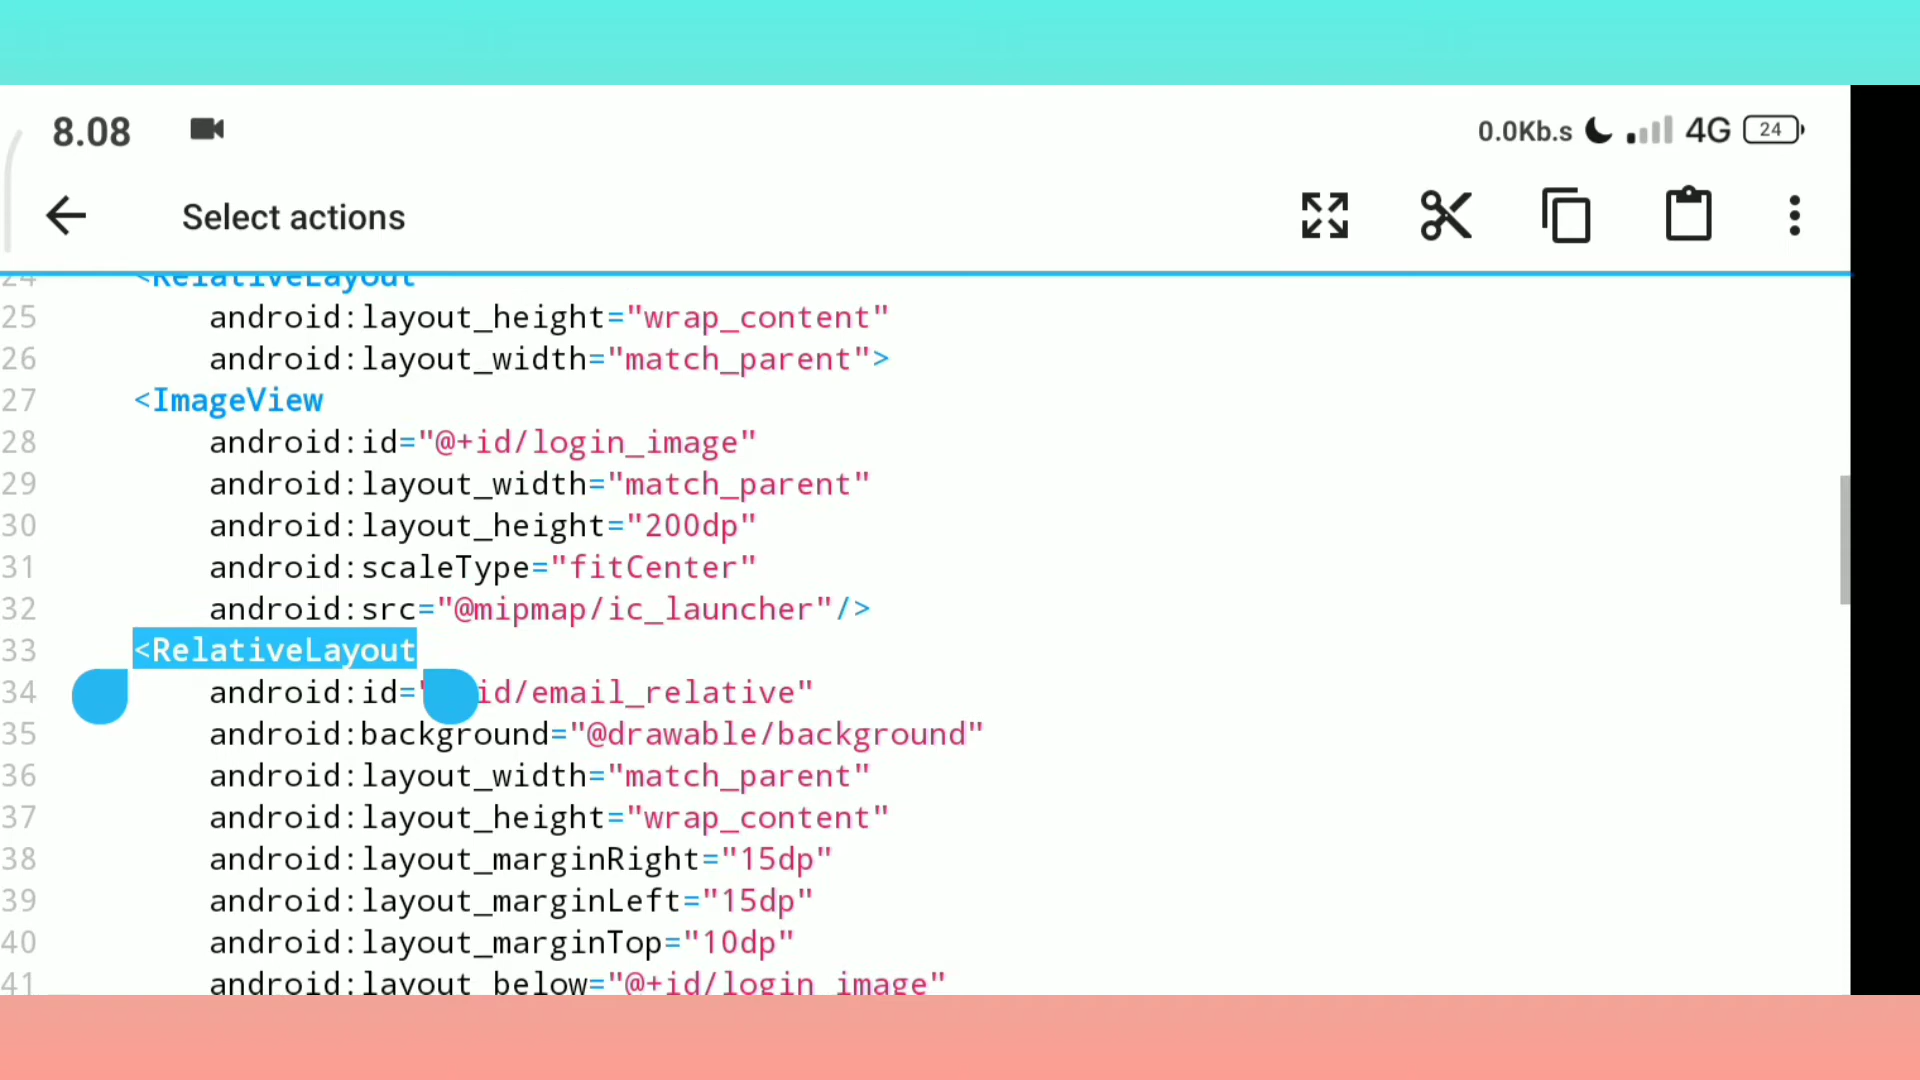 8.08
0.0Kb.s 4G 24
Select actions
24 <RelativeLayout
25 android:layout_height="wrap_content"
26 android:layout_width="match_parent">
27 <ImageView
28 android:id="@+id/login_image"
29 android:layout_width="match_parent"
30 android:layout_height="200dp"
31 android:scaleType="fitCenter"
32 android:src="@mipmap/ic_launcher"/>
33 <RelativeLayout
34 android:id=" id/email_relative"
35 android:background="@drawable/background"
36 android:layout_width="match_parent"
37 android:layout_height="wrap_content"
38 android:layout_marginRight="15dp"
39 android:layout_marginLeft="15dp"
40 android:layout_marginTop="10dp"
41 android:layout_below="@+id/login_image"